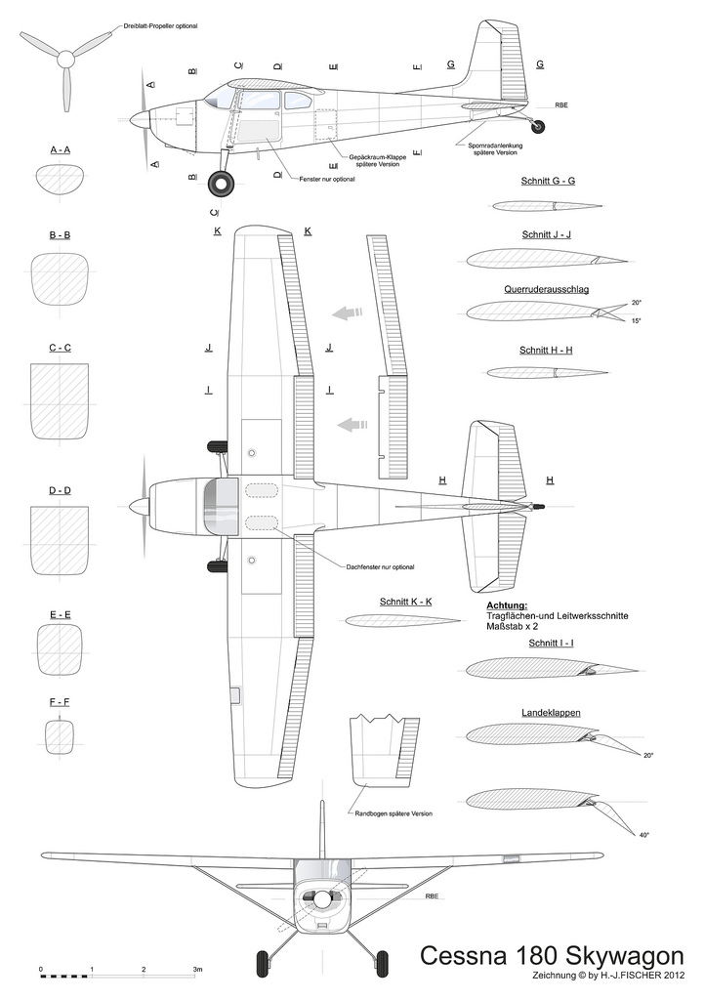 Dreiblatt-Propeller optional
A
B
C
D
E
F
G
G
RBE
A
B
C
D
E
F
Spornradanlenkung
spätere Version
Gepäckraum-Klappe
spätere Version
Fenster nur optional
A - A
Schnitt G - G
K
K
B - B
Schnitt J - J
Querruderausschlag
20°
15°
C - C
J
J
Schnitt H - H
I
I
D - D
H
H
Dachfenster nur optional
Schnitt K - K
Achtung:
Tragflächen-und Leitwerksschnitte
Maßstab x 2
E - E
Schnitt I - I
F - F
Landeklappen
20°
Randbogen spätere Version
40°
RBE
0 1 2 3m
Cessna 180 Skywagon
Zeichnung © by H.-J.FISCHER 2012